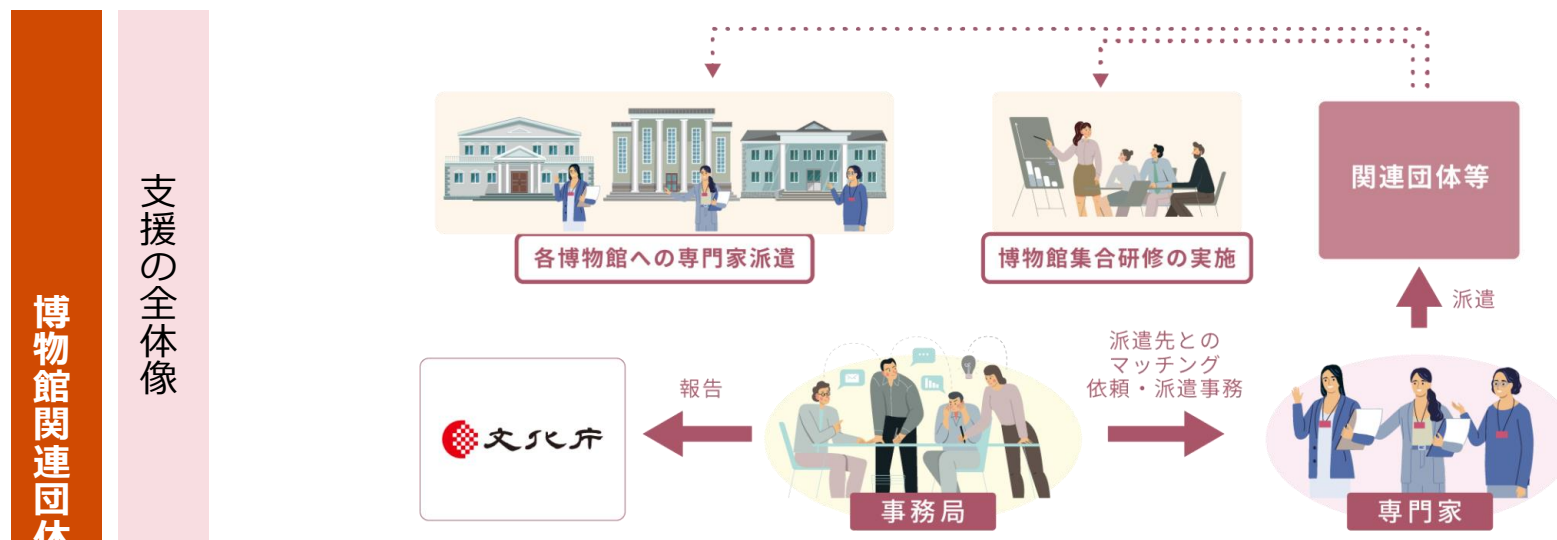 博物館関連団体
支援の全体像
各博物館への専門家派遣
博物館集合研修の実施
関連団体等
派遣
文化庁
報告
事務局
派遣先との
マッチング
依頼・派遣事務
専門家